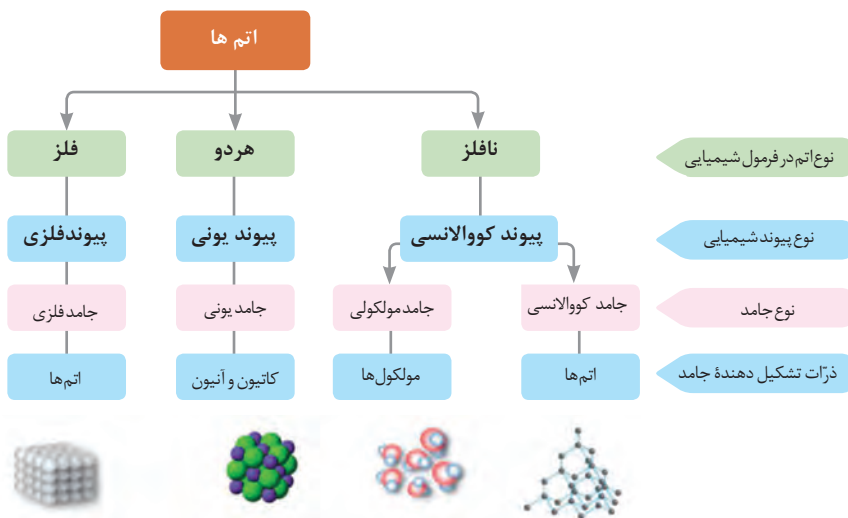 اتم ها
نوع اتم در فرمول شیمیایی
نافلز
هر دو
فلز
نوع پیوند شیمیایی
پیوند کووالانسی
پیوند یونی
پیوند فلزی
نوع جامد
جامد کووالانسی
جامد مولکولی
جامد یونی
جامد فلزی
ذرّات تشکیل دهندهٔ جامد
اتم‌ها
مولکول‌ها
کاتیون و آنیون
اتم‌ها